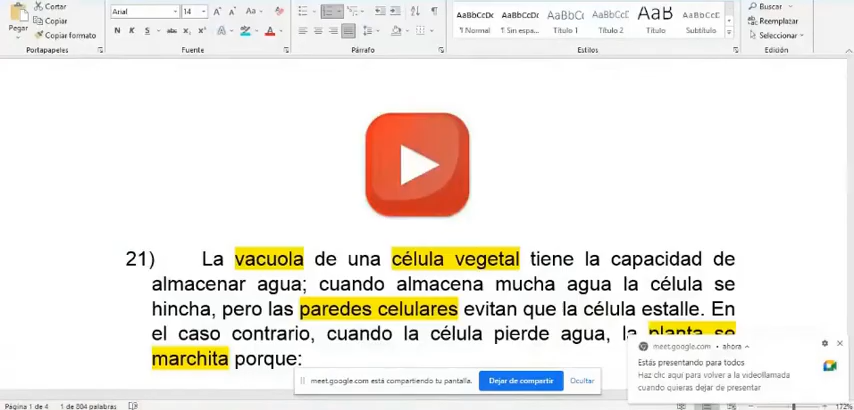 Cortar
Copiar
Pegar
Copiar formato
Portapapeles
Arial
14
Fuente
Párrafo
AaBbCcDc
AaBbCcDc
AaBbCcC
AaBbCcC
AaB
AaBbCcD
¶ Normal
¶ Sin espa...
Título 1
Título 2
Título
Subtítulo
Estilos
Buscar
Reemplazar
Seleccionar
Edición
21) La vacuola de una célula vegetal tiene la capacidad de
almacenar agua; cuando almacena mucha agua la célula se
hincha, pero las paredes celulares evitan que la célula estalle. En
el caso contrario, cuando la célula pierde agua, la planta se
marchita porque:
meet.google.com • ahora
Estás presentando para todos
Haz clic aquí para volver a la videollamada
cuando quieras dejar de presentar
meet.google.com está compartiendo tu pantalla.
Dejar de compartir
Ocultar
Página 1 de 4
1 de 804 palabras
172%